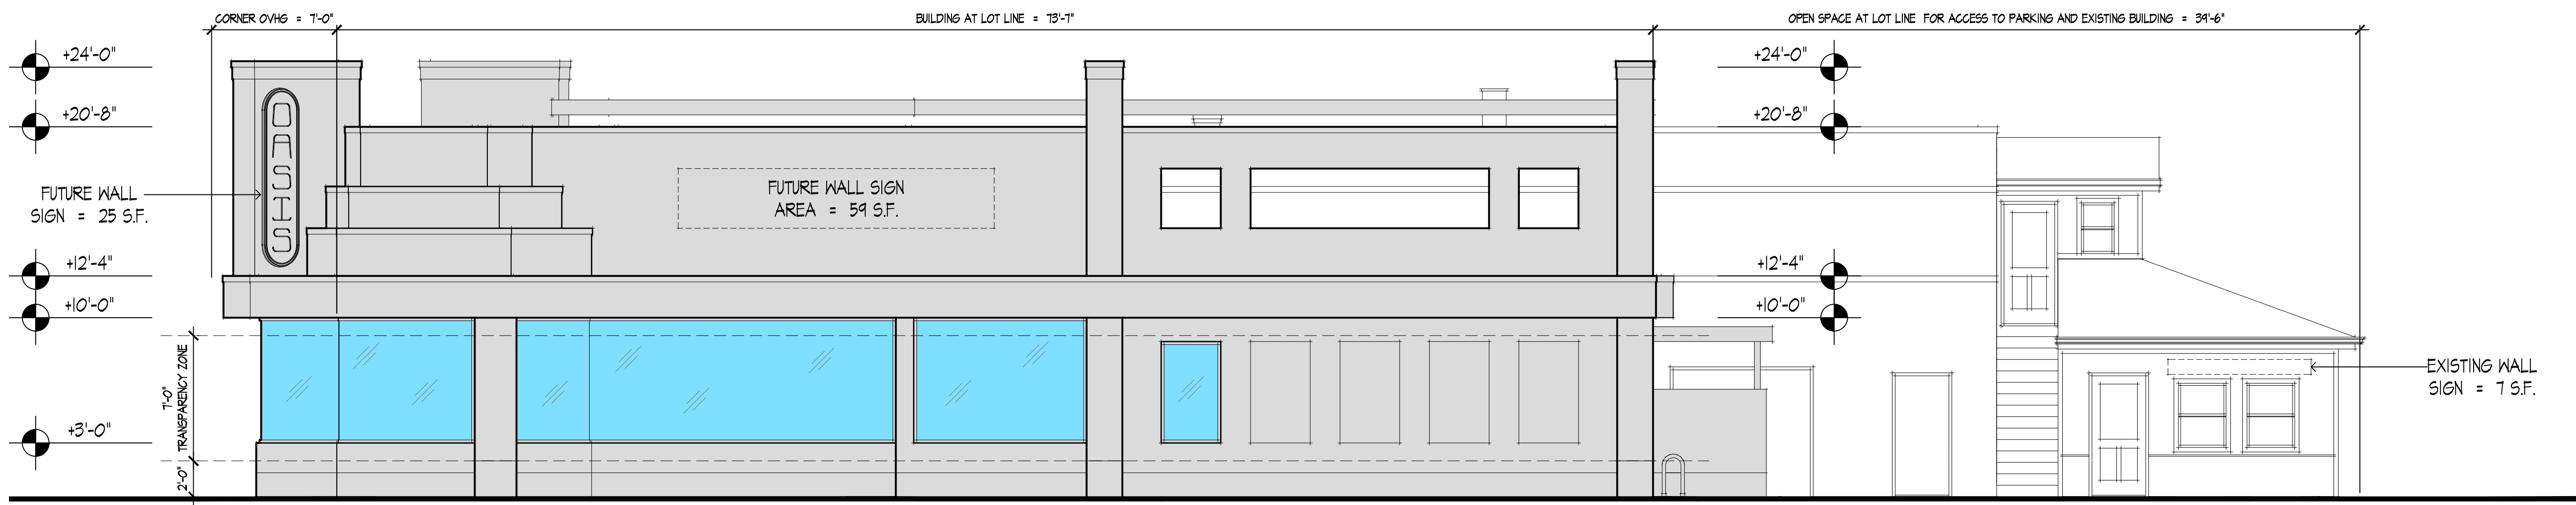 CORNER OVHG = 7'-0"
BUILDING AT LOT LINE = 73'-7"
OPEN SPACE AT LOT LINE FOR ACCESS TO PARKING AND EXISTING BUILDING = 39'-6"
+24'-0"
+24'-0"
+20'-8"
+20'-8"
OASIS
FUTURE WALL
SIGN = 25 S.F.
FUTURE WALL SIGN
AREA = 59 S.F.
+12'-4"
+12'-4"
+10'-0"
+10'-0"
7'-0"
TRANSPARENCY ZONE
EXISTING WALL
SIGN = 7 S.F.
+3'-0"
2'-0"